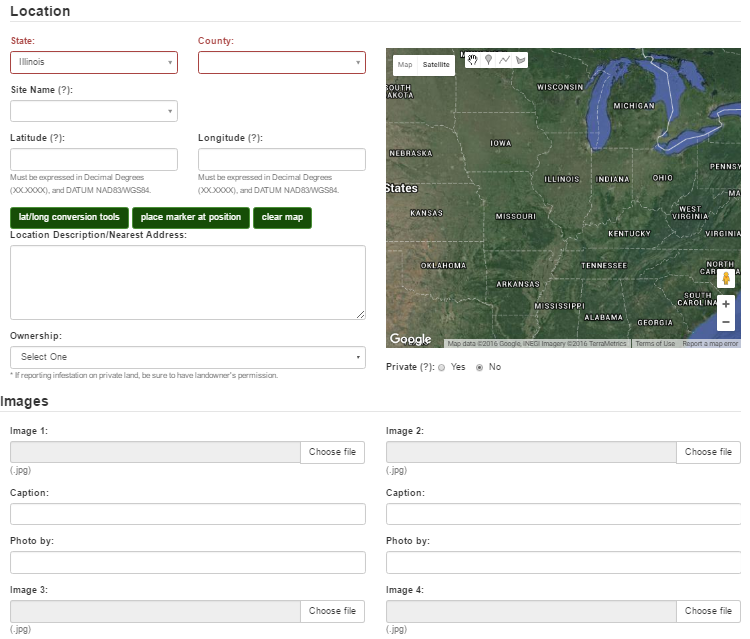 Location
State:
County:
Illinois
Site Name (?):
Latitude (?):
Longitude (?):
Must be expressed in Decimal Degrees
(XX.XXXX), and DATUM NAD83/WGS84.
Must be expressed in Decimal Degrees
(XX.XXXX), and DATUM NAD83/WGS84.
lat/long conversion tools
place marker at position
clear map
Location Description/Nearest Address:
Ownership:
Select One
* If reporting infestation on private land, be sure to have landowner's permission.
Map
Satellite
WISCONSIN
MICHIGAN
IOWA
NEBRASKA
PENNSY
ILLINOIS
INDIANA
OHIO
States
MA
KANSAS
MISSOURI
WEST
VIRGINIA
KENTUCKY
VIRGINIA
OKLAHOMA
TENNESSEE
NORTH
CAR
ARKANSAS
SOUTH
CAROLINA
MISSISSIPPI
ALABAMA
GEORGIA
+
−
Google
Map data ©2016 Google, INEGI Imagery ©2016 TerraMetrics
Terms of Use
Report a map error
Private (?):
Yes
No
Images
Image 1:
Image 2:
Choose file
Choose file
(.jpg)
(.jpg)
Caption:
Caption:
Photo by:
Photo by:
Image 3:
Image 4:
Choose file
Choose file
(.jpg)
(.jpg)